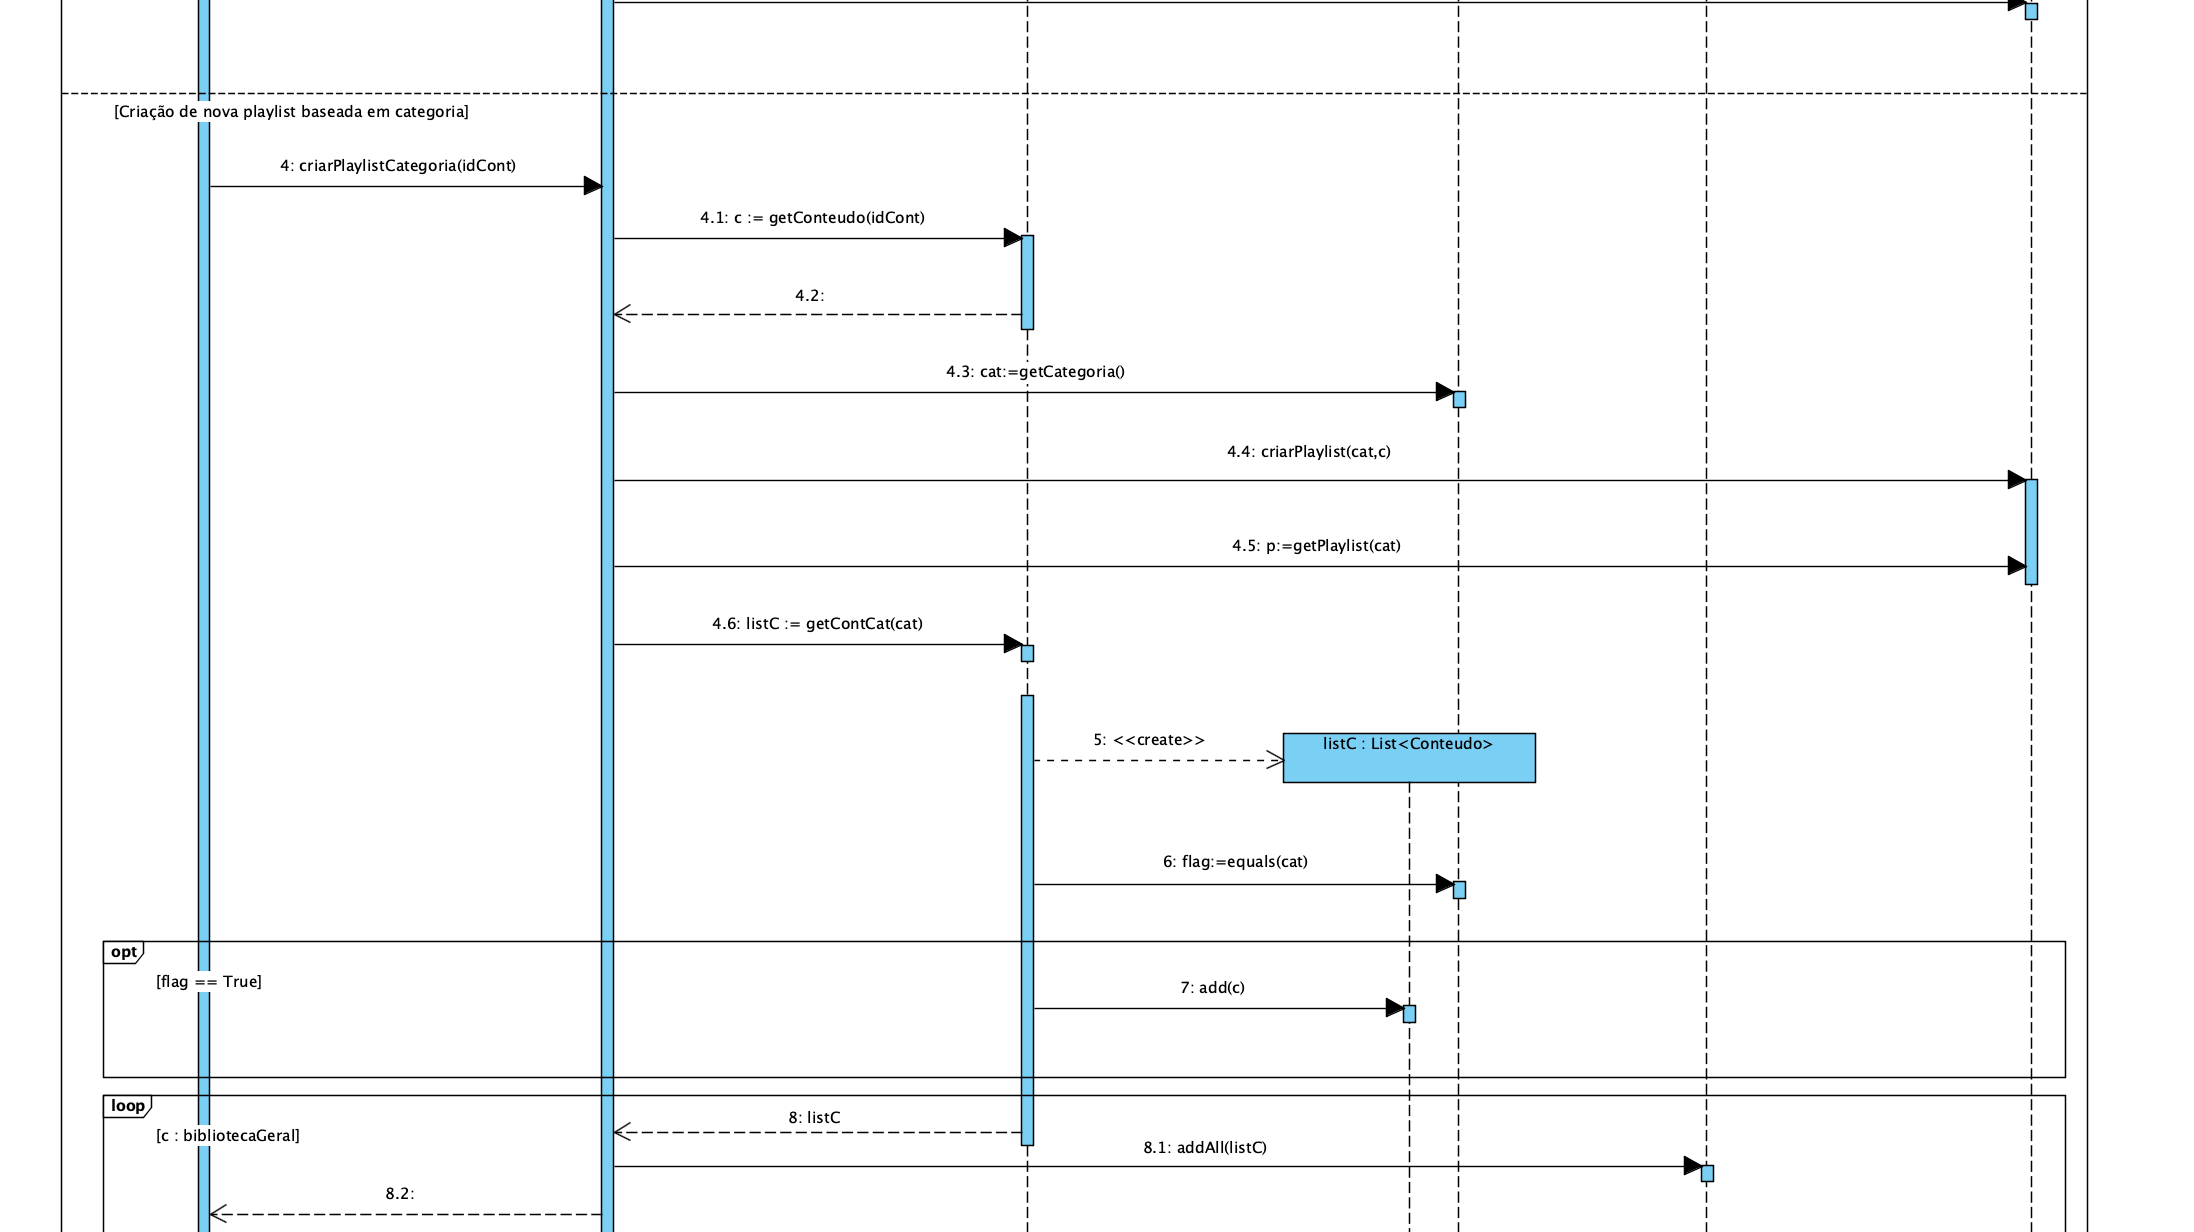 [Criação de nova playlist baseada em categoria]
4: criarPlaylistCategoria(idCont)
4.1: c := getConteudo(idCont)
4.2:
4.3: cat:=getCategoria()
4.4: criarPlaylist(cat,c)
4.5: p:=getPlaylist(cat)
4.6: listC := getContCat(cat)
5: <<create>>
listC : List<Conteudo>
6: flag:=equals(cat)
opt
[flag == True]
7: add(c)
loop
8: listC
[c : bibliotecaGeral]
8.1: addAll(listC)
8.2: